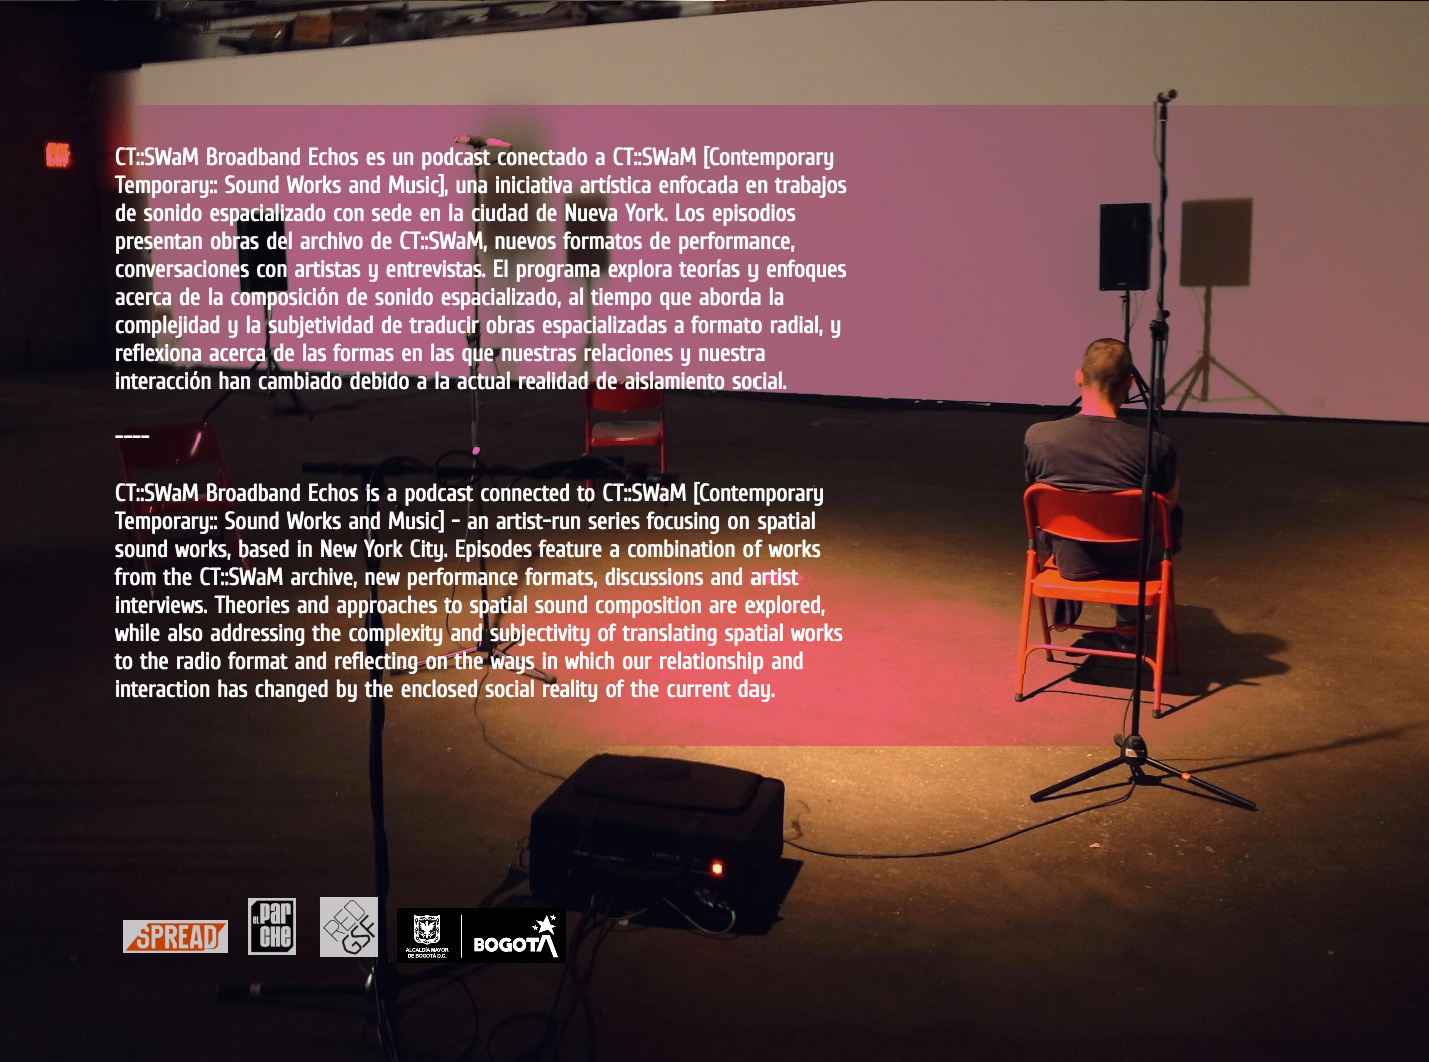 EXIT
CT::SWaM Broadband Echos es un podcast conectado a CT::SWaM [Contemporary
Temporary:: Sound Works and Music], una iniciativa artística enfocada en trabajos
de sonido espacializado con sede en la ciudad de Nueva York. Los episodios
presentan obras del archivo de CT::SWaM, nuevos formatos de performance,
conversaciones con artistas y entrevistas. El programa explora teorías y enfoques
acerca de la composición de sonido espacializado, al tiempo que aborda la
complejidad y la subjetividad de traducir obras espacializadas a formato radial, y
reflexiona acerca de las formas en las que nuestras relaciones y nuestra
interacción han cambiado debido a la actual realidad de aislamiento social.
----
CT::SWaM Broadband Echos is a podcast connected to CT::SWaM [Contemporary
Temporary:: Sound Works and Music] - an artist-run series focusing on spatial
sound works, based in New York City. Episodes feature a combination of works
from the CT::SWaM archive, new performance formats, discussions and artist
interviews. Theories and approaches to spatial sound composition are explored,
while also addressing the complexity and subjectivity of translating spatial works
to the radio format and reflecting on the ways in which our relationship and
interaction has changed by the enclosed social reality of the current day.
SPREAD
EL PARCHE
RED GSF
ALCALDÍA MAYOR
DE BOGOTÁ D.C.
BOGOTÁ